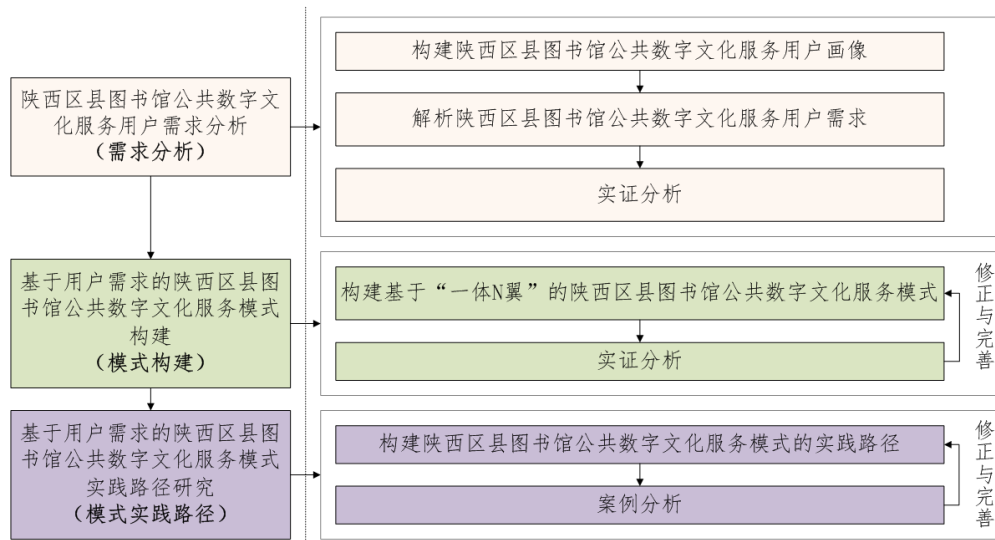 陕西区县图书馆公共数字文
化服务用户需求分析
（需求分析）
构建陕西区县图书馆公共数字文化服务用户画像
解析陕西区县图书馆公共数字文化服务用户需求
实证分析
基于用户需求的陕西区县图
书馆公共数字文化服务模式
构建
（模式构建）
构建基于“一体N翼”的陕西区县图书馆公共数字文化服务模式
实证分析
修正与完善
基于用户需求的陕西区县图
书馆公共数字文化服务模式
实践路径研究
（模式实践路径）
构建陕西区县图书馆公共数字文化服务模式的实践路径
案例分析
修正与完善